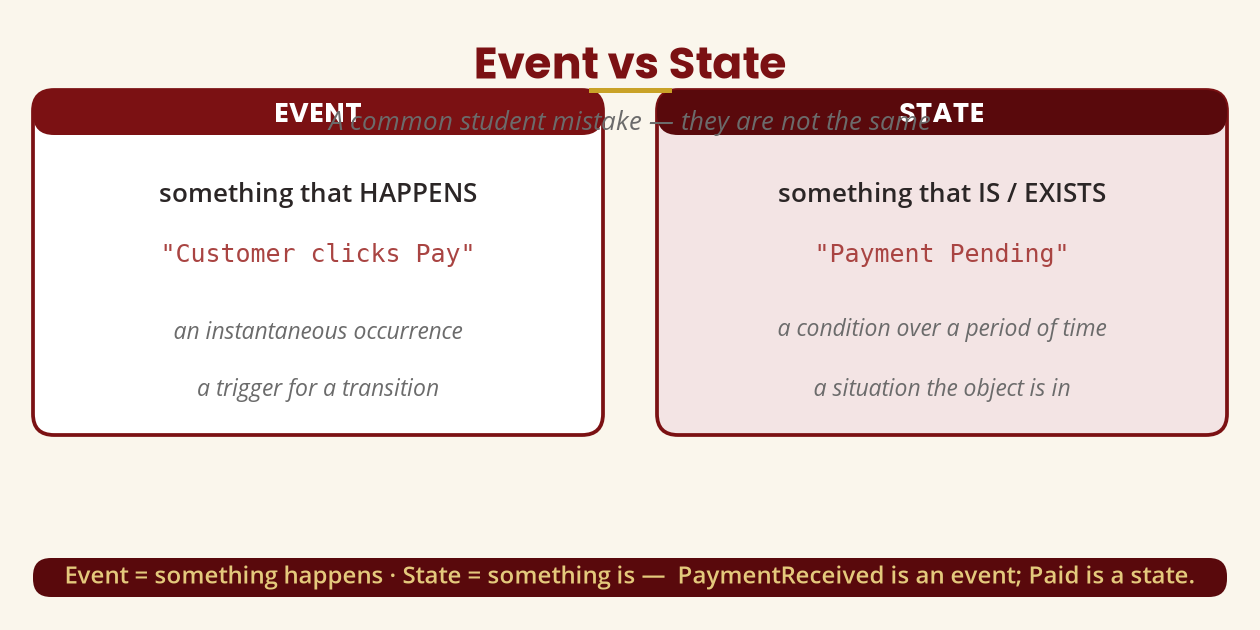 Event vs State
A common student mistake — they are not the same
EVENT
something that HAPPENS
"Customer clicks Pay"
an instantaneous occurrence
a trigger for a transition
STATE
something that IS / EXISTS
"Payment Pending"
a condition over a period of time
a situation the object is in
Event = something happens · State = something is — PaymentReceived is an event; Paid is a state.